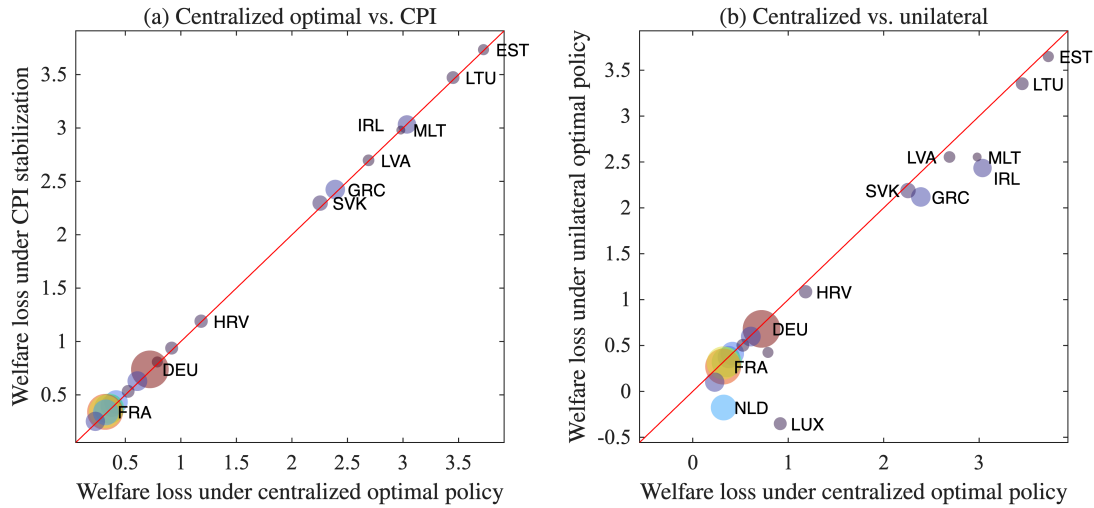 (a) Centralized optimal vs. CPI
Welfare loss under CPI stabilization
3.5
3
2.5
2
1.5
1
0.5
EST
LTU
IRL
MLT
LVA
GRC
SVK
HRV
DEU
FRA
0.5
1
1.5
2
2.5
3
3.5
Welfare loss under centralized optimal policy
(b) Centralized vs. unilateral
Welfare loss under unilateral optimal policy
3.5
3
2.5
2
1.5
1
0.5
0
-0.5
EST
LTU
LVA
MLT
IRL
SVK
GRC
HRV
DEU
FRA
NLD
LUX
0
1
2
3
Welfare loss under centralized optimal policy